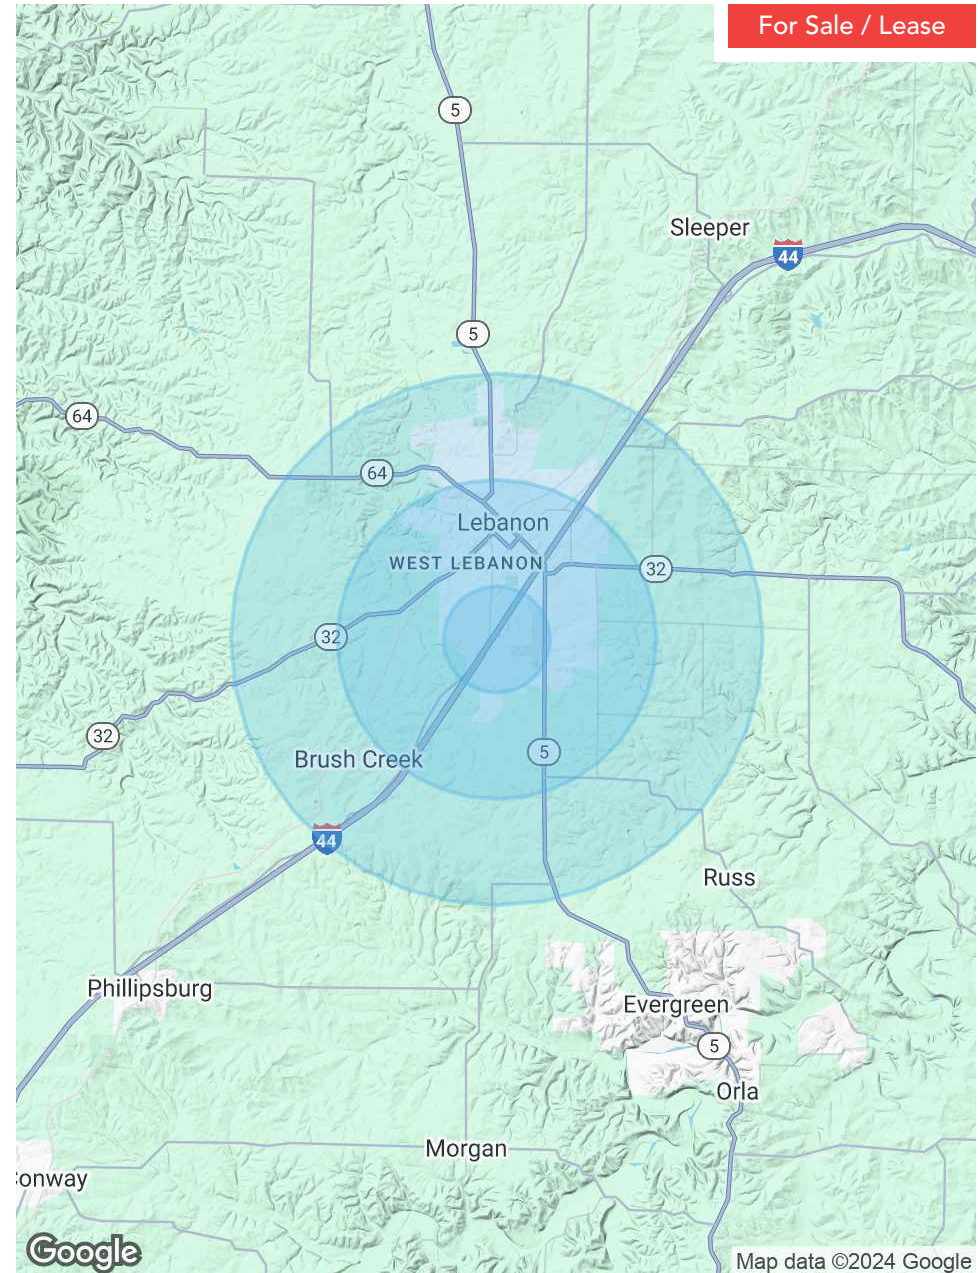 For Sale / Lease
5
Sleeper
44
5
64
64
Lebanon
WEST LEBANON
32
32
32
5
Brush Creek
44
Russ
Phillipsburg
Evergreen
5
Orla
Morgan
Conway
Google
Map data ©2024 Google